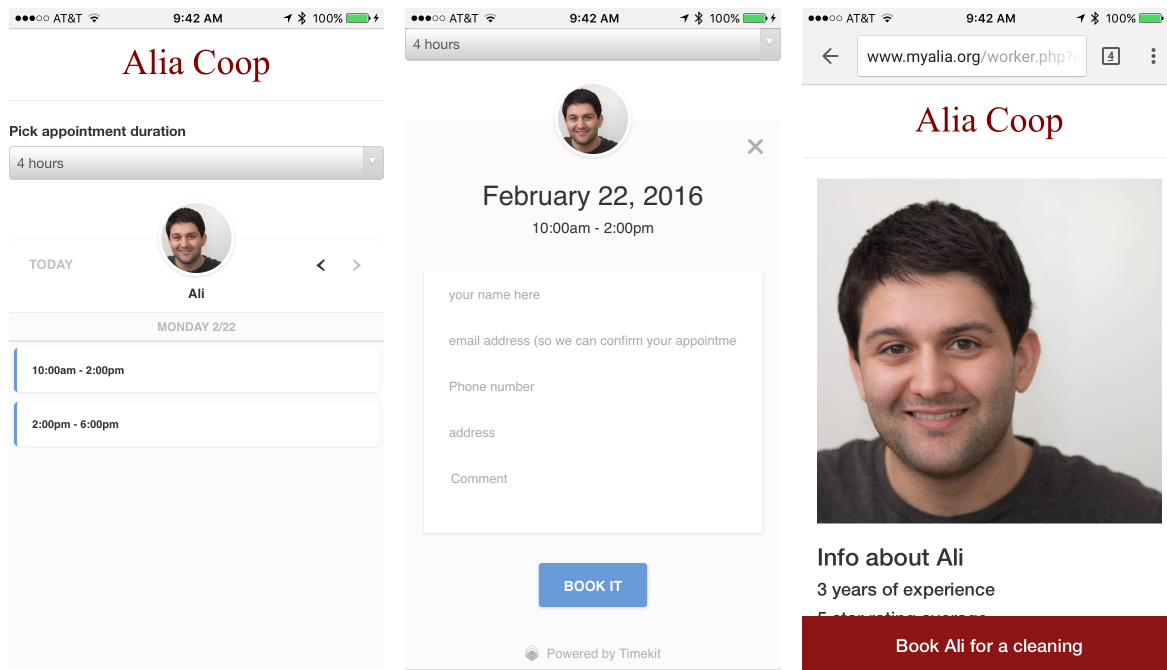 AT&T 9:42 AM 100%
Alia Coop
Pick appointment duration
4 hours
TODAY
Ali
MONDAY 2/22
10:00am - 2:00pm
2:00pm - 6:00pm
AT&T 9:42 AM 100%
4 hours
February 22, 2016
10:00am - 2:00pm
your name here
email address (so we can confirm your appointme
Phone number
address
Comment
BOOK IT
Powered by Timekit
AT&T 9:42 AM 100%
www.myalia.org/worker.php?i
4
Alia Coop
Info about Ali
3 years of experience
5 star rating average
Book Ali for a cleaning